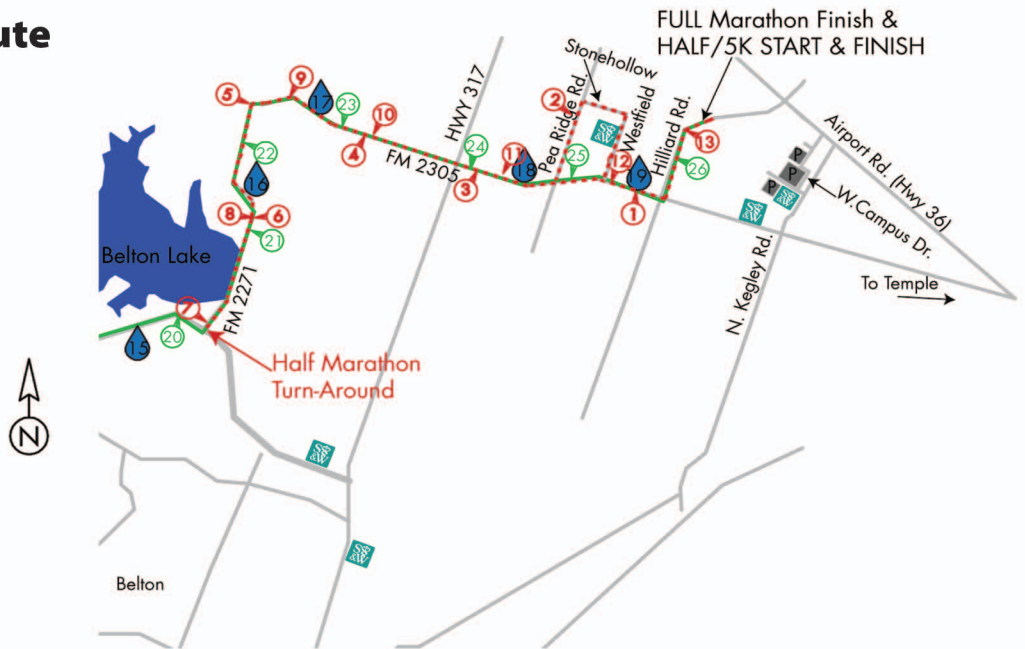 ute
FULL Marathon Finish &
HALF/5K START & FINISH
Stonehollow
HWY 317
Pea Ridge Rd.
Westfield
Hilliard Rd.
Airport Rd. (Hwy 36)
W. Campus Dr.
N. Kegley Rd.
To Temple
FM 2305
FM 2271
Belton Lake
Half Marathon
Turn-Around
Belton
N
P
P
P
S&W
S&W
S&W
S&W
S&W
9
5
17
23
10
4
2
24
11
18
25
12
19
13
26
3
1
22
16
8
6
21
7
20
15